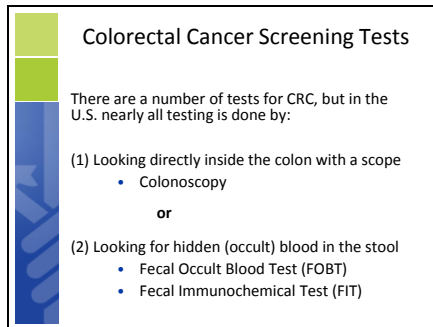 Colorectal Cancer Screening Tests
There are a number of tests for CRC, but in the
U.S. nearly all testing is done by:
(1) Looking directly inside the colon with a scope
• Colonoscopy
or
(2) Looking for hidden (occult) blood in the stool
• Fecal Occult Blood Test (FOBT)
• Fecal Immunochemical Test (FIT)